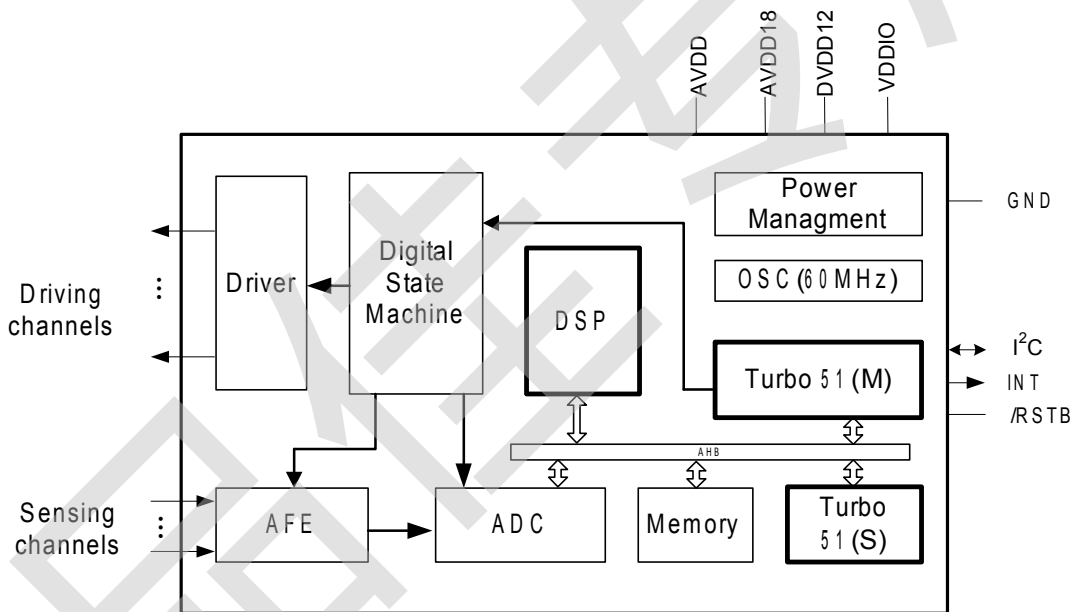 AVDD
AVDD18
DVDD12
VDDIO
Power
Managment
GND
Driver
Digital
State
Machine
OSC (60MHz)
DSP
Driving
channels
...
I²C
Turbo 51 (M)
INT
/RSTB
AHB
Sensing
channels
...
AFE
ADC
Memory
Turbo
51 (S)